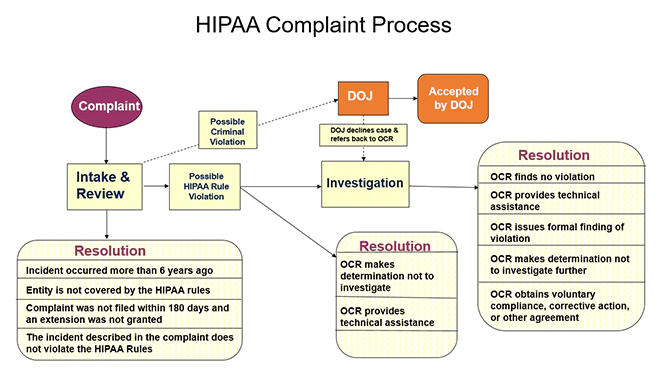 HIPAA Complaint Process
Complaint
Possible
Criminal
Violation
DOJ
Accepted
by DOJ
DOJ declines case &
refers back to OCR
Intake &
Review
Possible
HIPAA Rule
Violation
Investigation
Resolution
OCR finds no violation
OCR provides technical
assistance
OCR issues formal finding of
violation
OCR makes determination not
to investigate further
OCR obtains voluntary
compliance, corrective action,
or other agreement
Resolution
Incident occurred more than 6 years ago
Entity is not covered by the HIPAA rules
Complaint was not filed within 180 days and
an extension was not granted
The incident described in the complaint does
not violate the HIPAA Rules
Resolution
OCR makes
determination not to
investigate
OCR provides
technical assistance